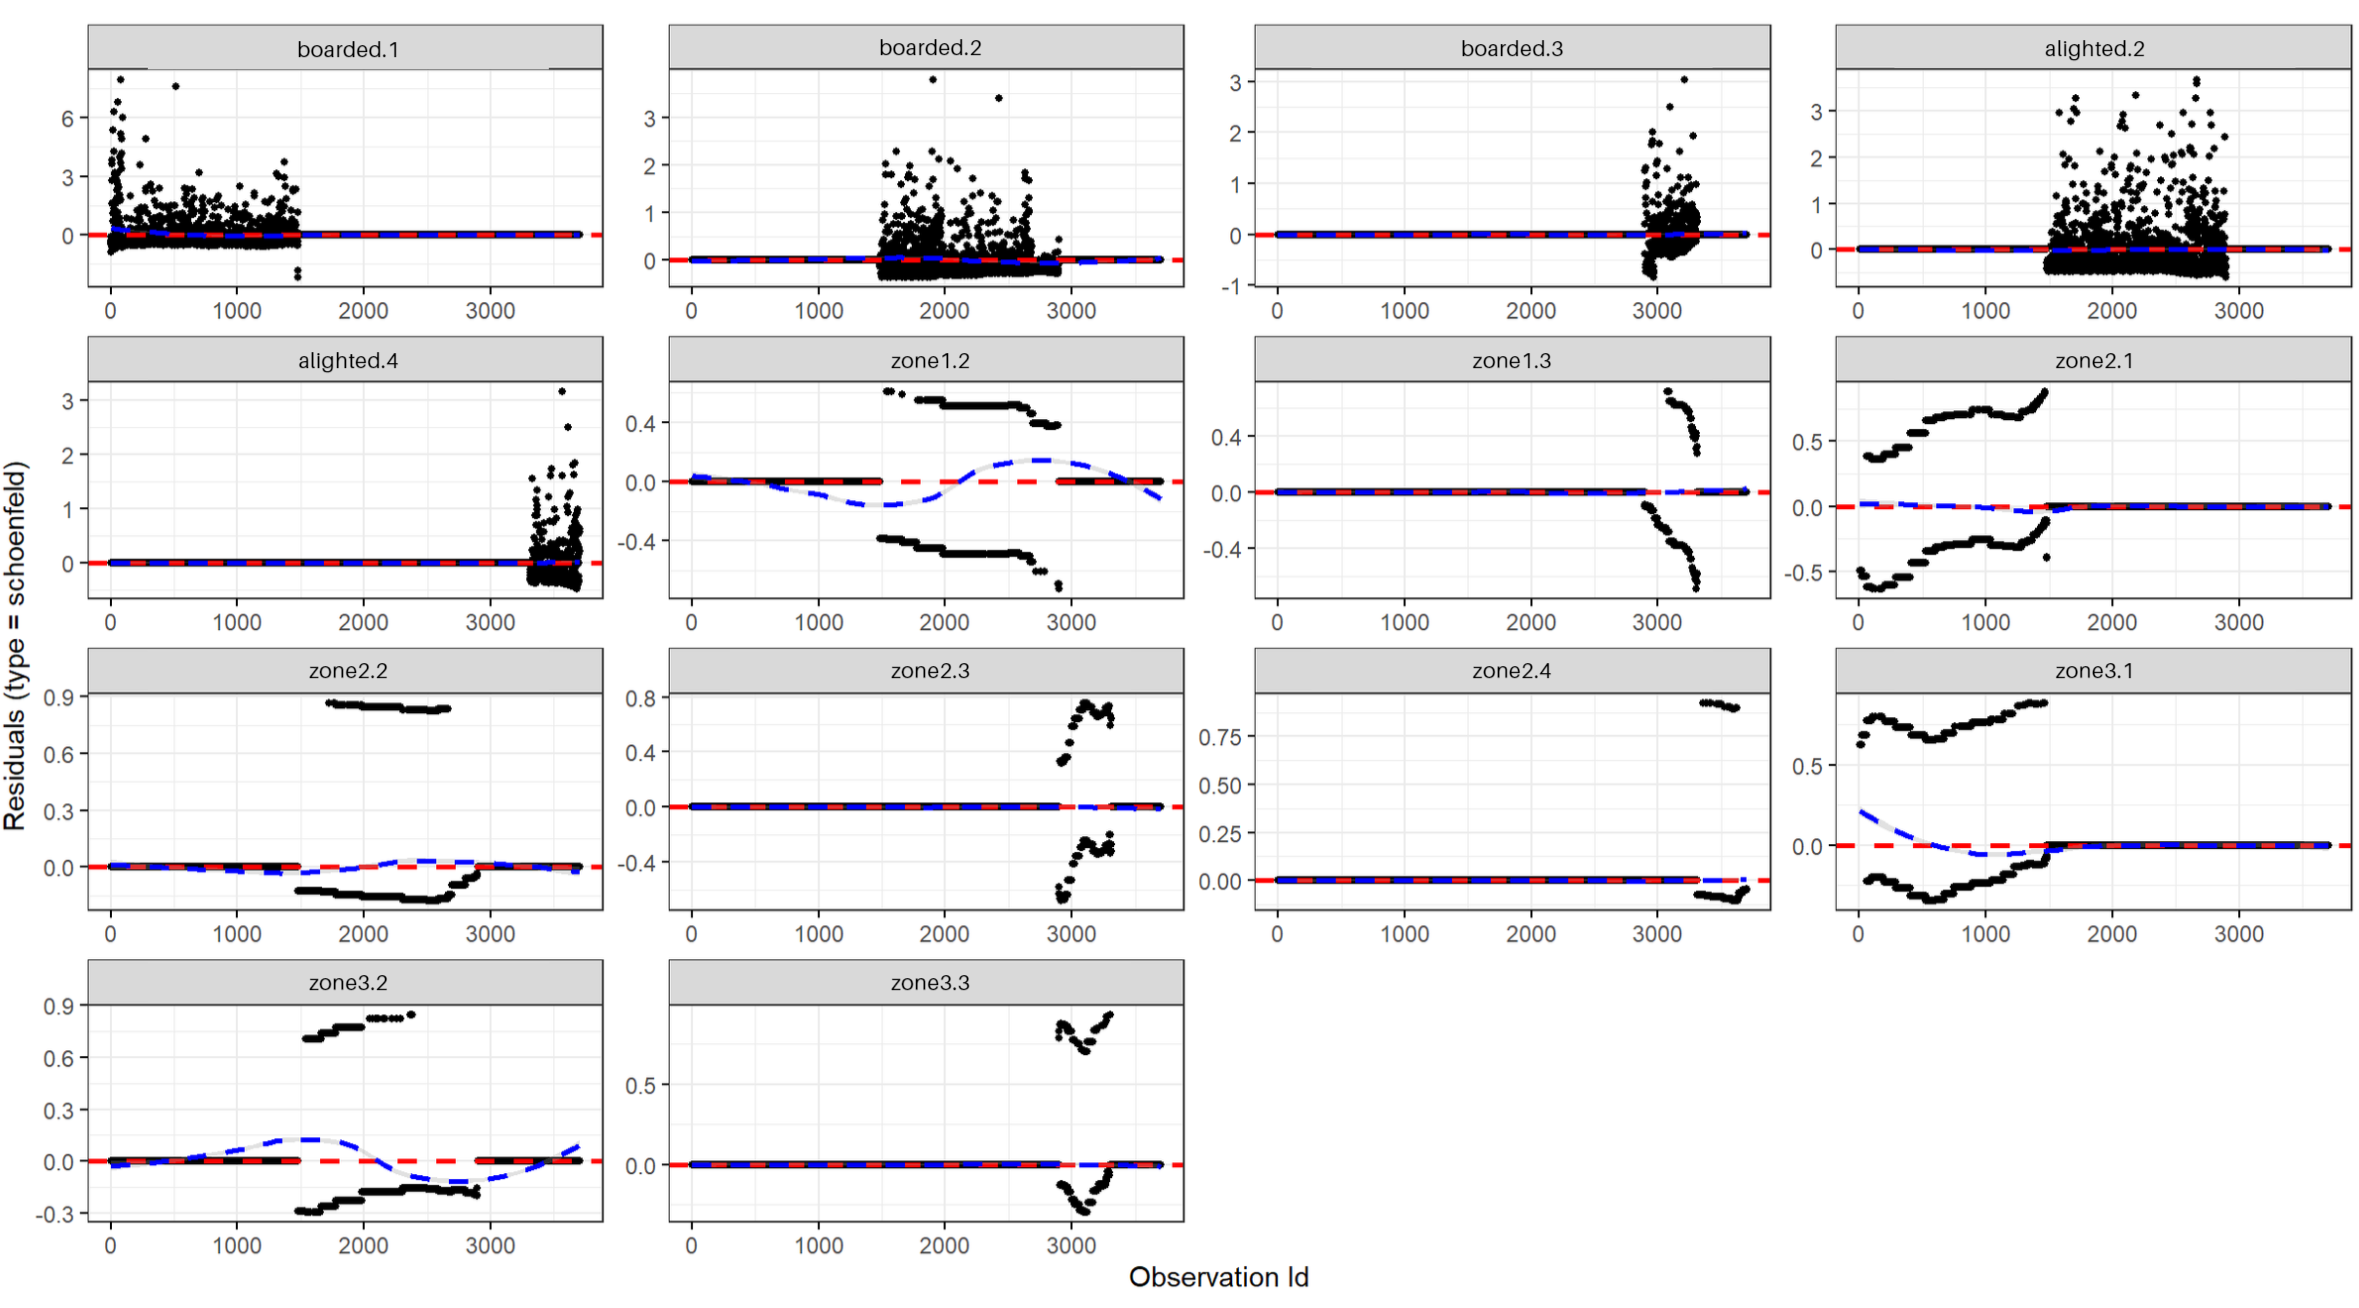 boarded.1 boarded.2 boarded.3 alighted.2
6 3 0
3 2 1 0
3 2 1 0 -1
3 2 1 0
0 1000 2000 3000 0 1000 2000 3000 0 1000 2000 3000 0 1000 2000 3000
alighted.4 zone1.2 zone1.3 zone2.1
3 2 1 0
0.4 0.0 -0.4
0.4 0.0 -0.4
0.5 0.0 -0.5
0 1000 2000 3000 0 1000 2000 3000 0 1000 2000 3000 0 1000 2000 3000
Residuals (type = schoenfeld)
zone2.2 zone2.3 zone2.4 zone3.1
0.9 0.6 0.3 0.0
0.8 0.4 0.0 -0.4
0.75 0.50 0.25 0.00
0.5 0.0
0 1000 2000 3000 0 1000 2000 3000 0 1000 2000 3000 0 1000 2000 3000
zone3.2 zone3.3
0.9 0.6 0.3 0.0 -0.3
0.5 0.0
0 1000 2000 3000 0 1000 2000 3000
Observation Id